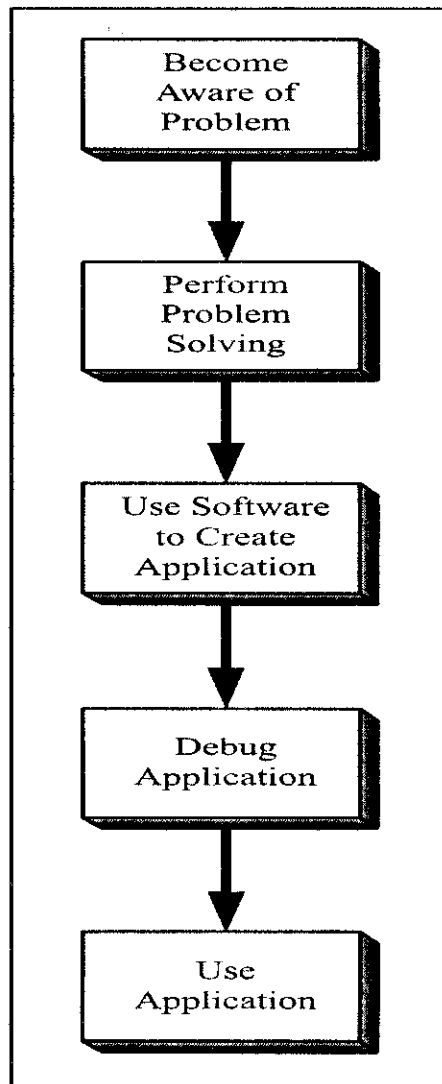 Become
Aware of
Problem
Perform
Problem
Solving
Use Software
to Create
Application
Debug
Application
Use
Application